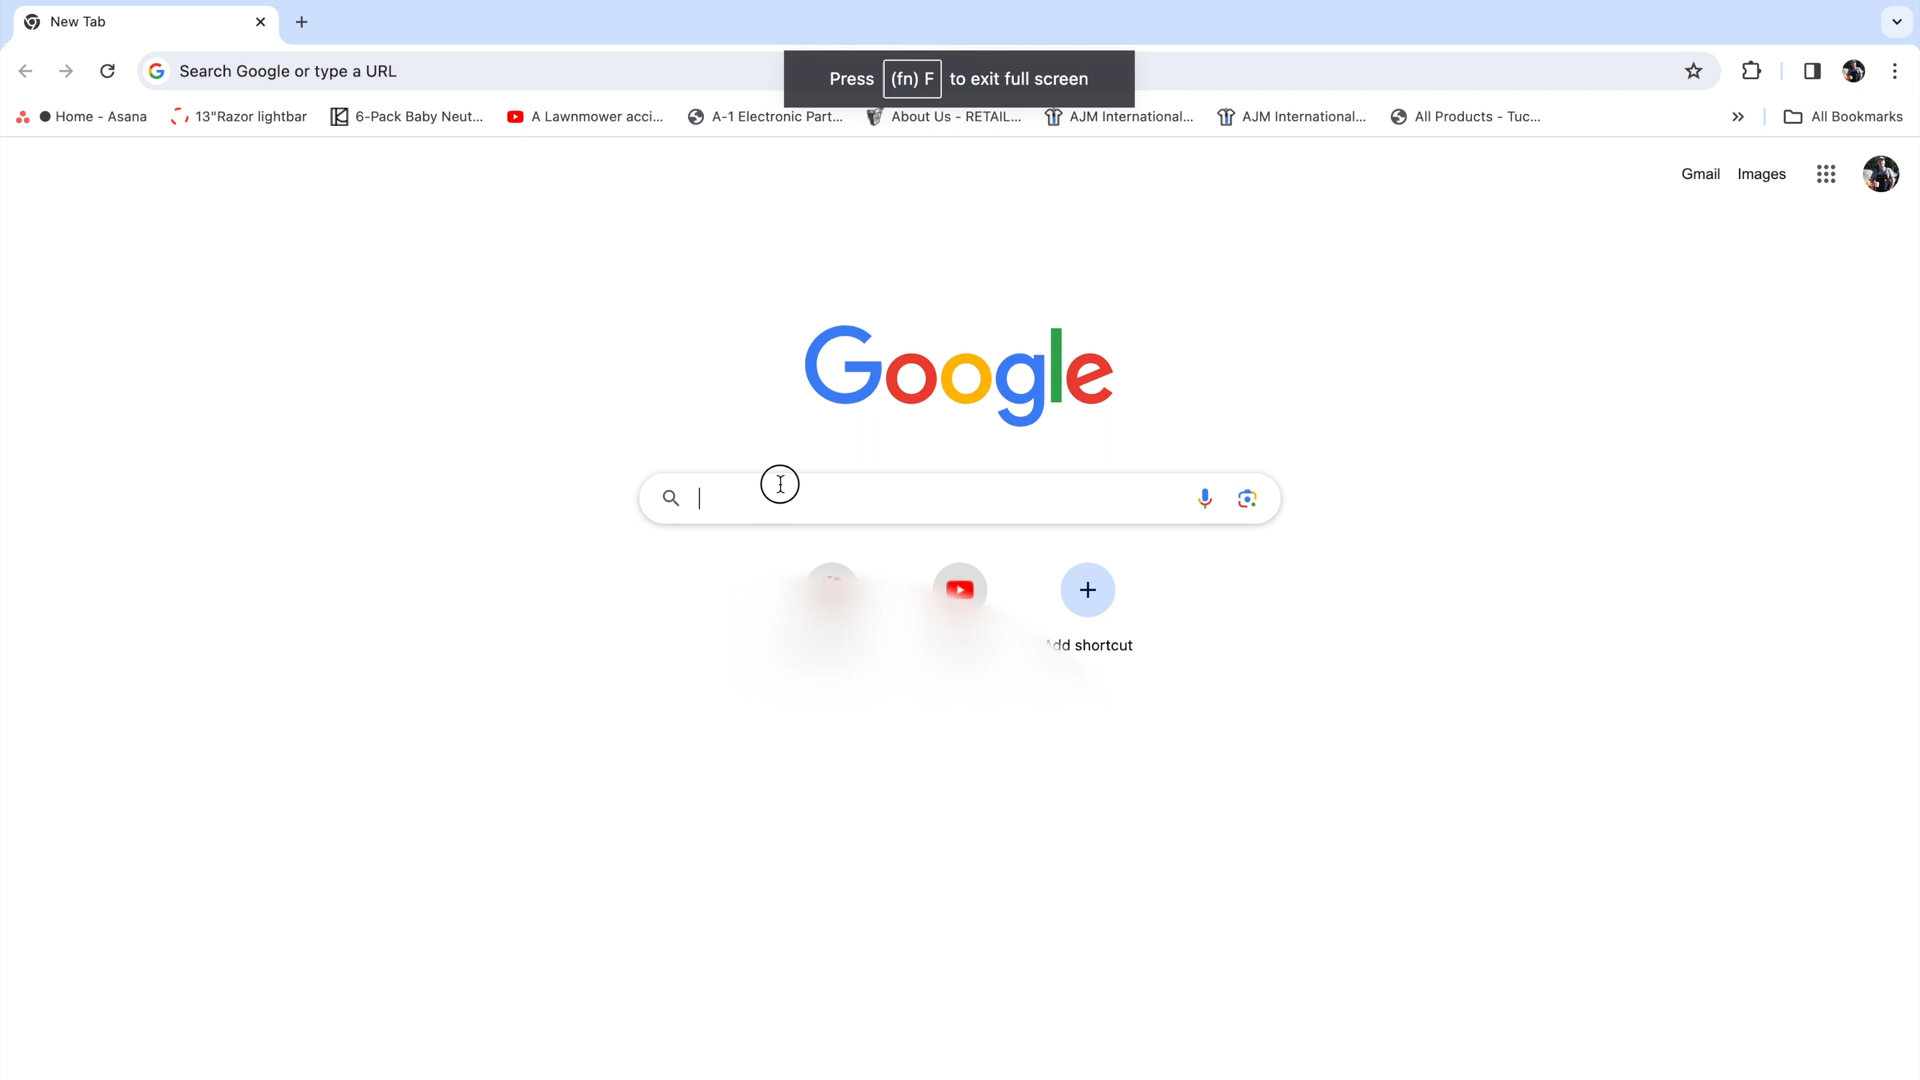 New Tab
Search Google or type a URL
Press (fn) F to exit full screen
Home - Asana 13"Razor lightbar 6-Pack Baby Neut... A Lawnmower acci... A-1 Electronic Part... About Us - RETAIL... AJM International... AJM International... All Products - Tuc... » All Bookmarks
Gmail Images
Google
Add shortcut